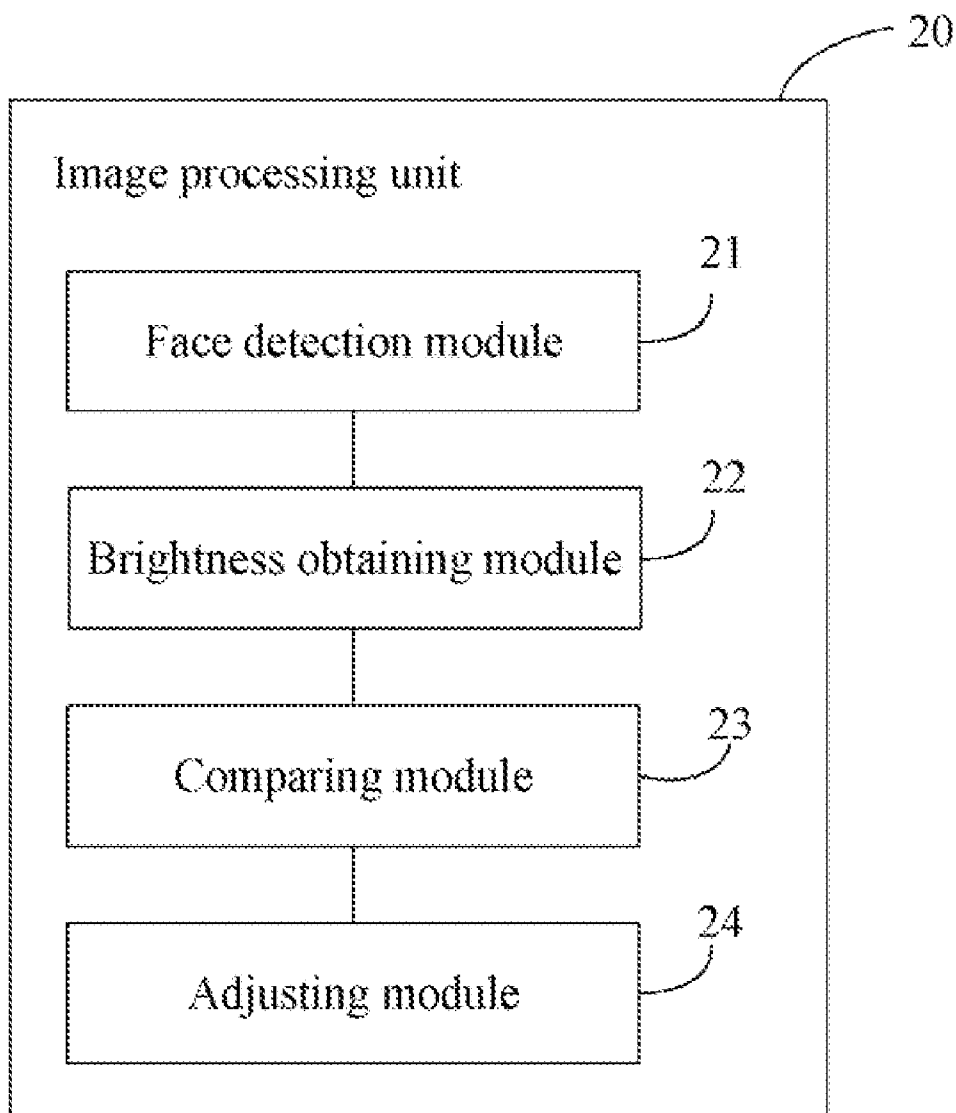 20
Image processing unit
21
Face detection module
22
Brightness obtaining module
23
Comparing module
24
Adjusting module